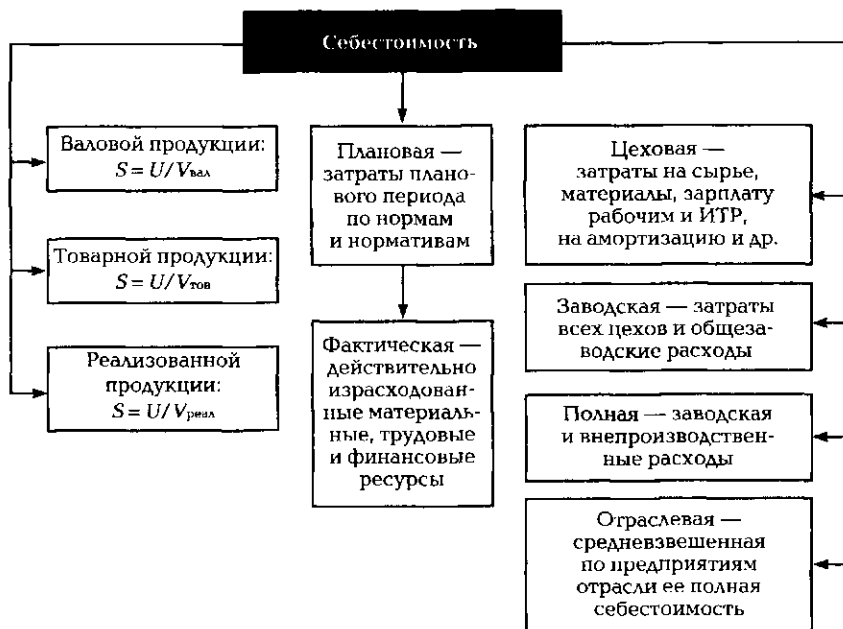 Себестоимость
Валовой продукции:
S = U/Vвал
Товарной продукции:
S = U/Vтов
Реализованной
продукции:
S = U/Vреал
Плановая —
затраты плано-
вого периода
по нормам
и нормативам
Фактическая —
действительно
израсходован-
ные материаль-
ные, трудовые
и финансовые
ресурсы
Цеховая —
затраты на сырье,
материалы, зарплату
рабочим и ИТР,
на амортизацию и др.
Заводская — затраты
всех цехов и общеза-
водские расходы
Полная — заводская
и внепроизводствен-
ные расходы
Отраслевая —
средневзвешенная
по предприятиям
отрасли ее полная
себестоимость